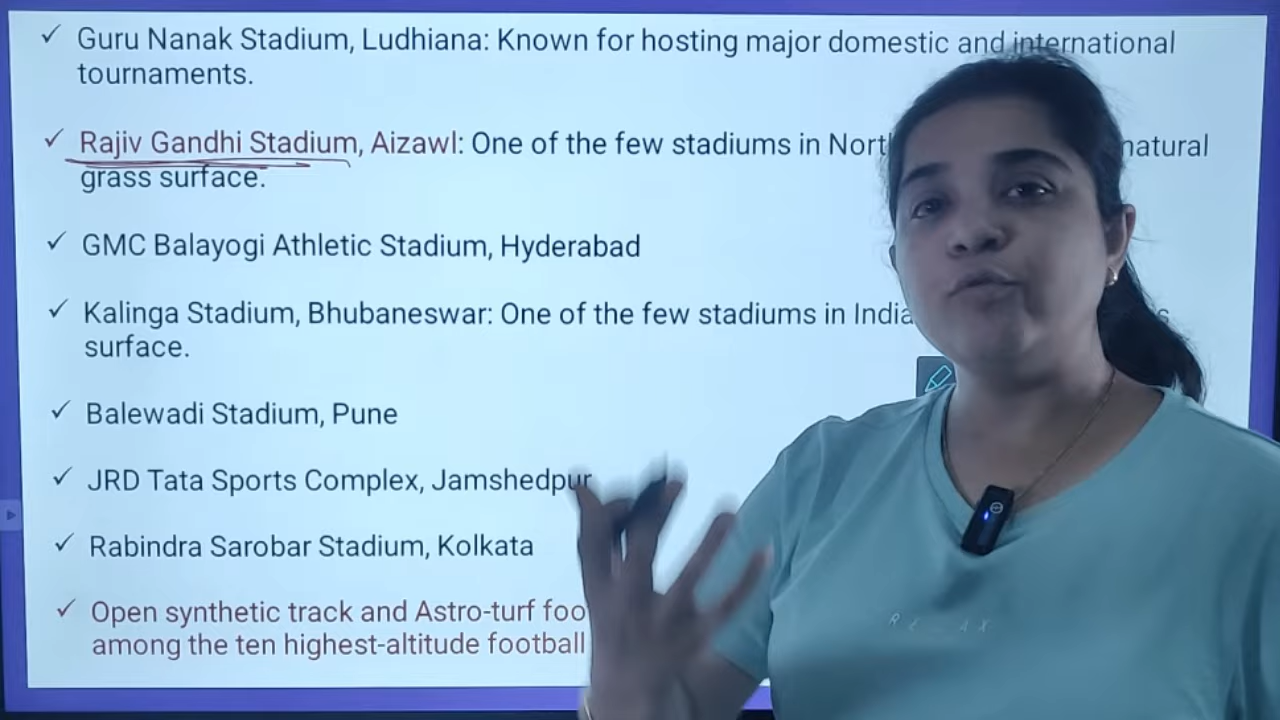 ✓ Guru Nanak Stadium, Ludhiana: Known for hosting major domestic and international
tournaments.
✓ Rajiv Gandhi Stadium, Aizawl: One of the few stadiums in natural
grass surface.
✓ GMC Balayogi Athletic Stadium, Hyderabad
✓ Kalinga Stadium, Bhubaneswar: One of the few stadiums in India
surface.
✓ Balewadi Stadium, Pune
✓ JRD Tata Sports Complex, Jamshedpur
✓ Rabindra Sarobar Stadium, Kolkata
✓ Open synthetic track and Astro-turf
among the ten highest-altitude football